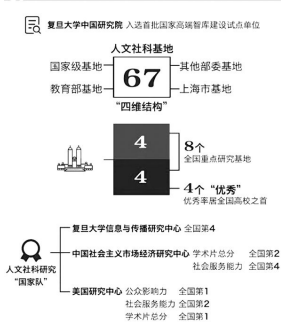 复旦大学中国研究院 入选首批国家高端智库建设试点单位
人文社科基地
国家级基地
其他部委基地
67
教育部基地
上海市基地
“四维结构”
4
8个
全国重点研究基地
4
4个“优秀”
优秀率居全国高校之首
复旦大学信息与传播研究中心 全国第4
中国社会主义市场经济研究中心 学术片总分 全国第2
社会服务能力 全国第4
人文社科研究
“国家队”
美国研究中心 公众影响力 全国第1
社会服务能力 全国第2
学术片总分 全国第1